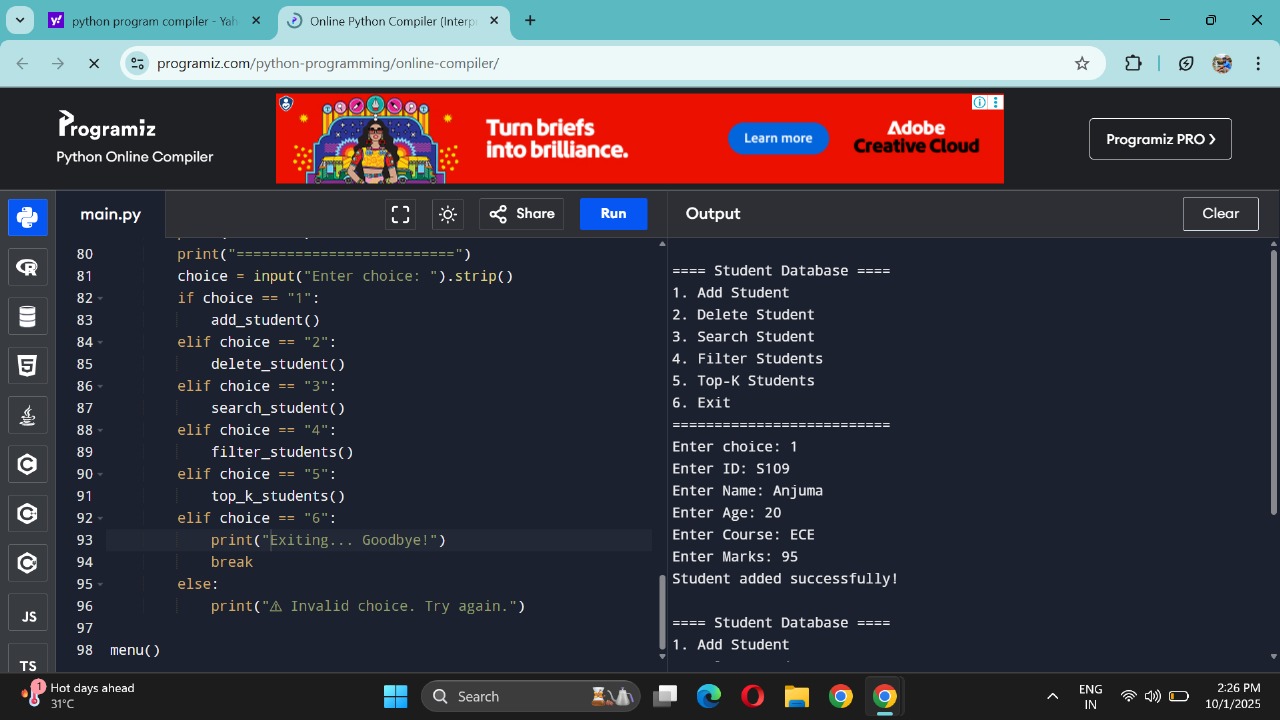 python program compiler - Yah
Online Python Compiler (Interp
programiz.com/python-programming/online-compiler/
Programiz
Python Online Compiler
Turn briefs
into brilliance.
Learn more
Adobe
Creative Cloud
Programiz PRO
main.py
Share
Run
Output
Clear
80 print("==========================")
81 choice = input("Enter choice: ").strip()
82 if choice == "1":
83 add_student()
84 elif choice == "2":
85 delete_student()
86 elif choice == "3":
87 search_student()
88 elif choice == "4":
89 filter_students()
90 elif choice == "5":
91 top_k_students()
92 elif choice == "6":
93 print("Exiting... Goodbye!")
94 break
95 else:
96 print("⚠ Invalid choice. Try again.")
97
98 menu()
==== Student Database ====
1. Add Student
2. Delete Student
3. Search Student
4. Filter Students
5. Top-K Students
6. Exit
==========================
Enter choice: 1
Enter ID: S109
Enter Name: Anjuma
Enter Age: 20
Enter Course: ECE
Enter Marks: 95
Student added successfully!
==== Student Database ====
1. Add Student
JS
TS
Hot days ahead
31°C
Search
ENG
IN
2:26 PM
10/1/2025